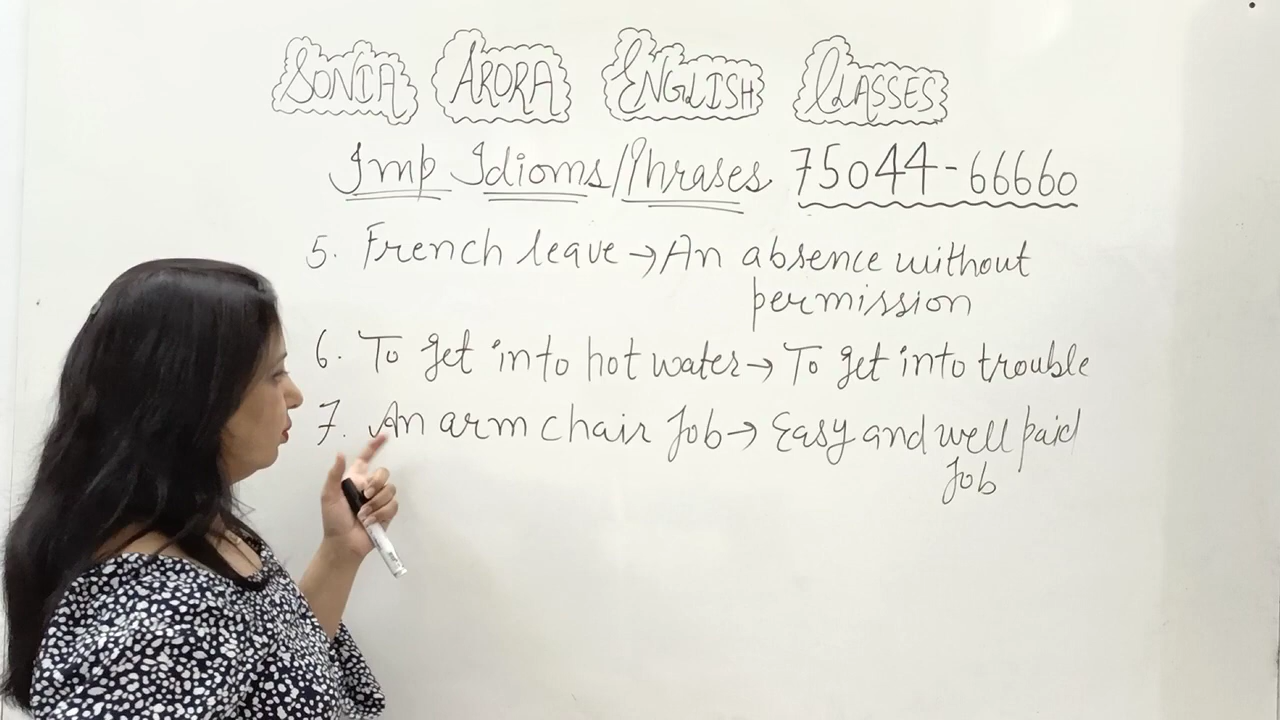 SONIA ARORA ENGLISH CLASSES
Imp Idioms/Phrases 75044-66660
5. French leave → An absence without
permission
6. To get into hot water → To get into trouble
7. An arm chair Job → Easy and well paid
Job